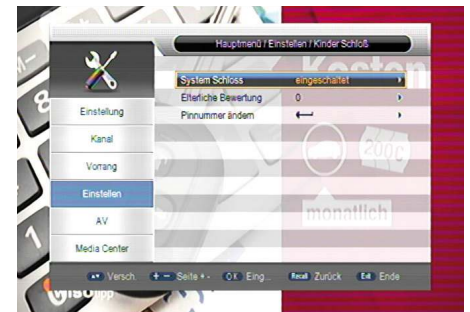 Hauptmenü / Einstellen / Kinder Schloß
Kosten
System Schloss eingeschaltet
Elterliche Bewertung 0
Pinnummer ändern
Einstellung
Kanal
Vorrang
Einstellen
AV
Media Center
200g
monatlich
Versch. + - Seite + - OK Eing... Recall Zurück Exit Ende